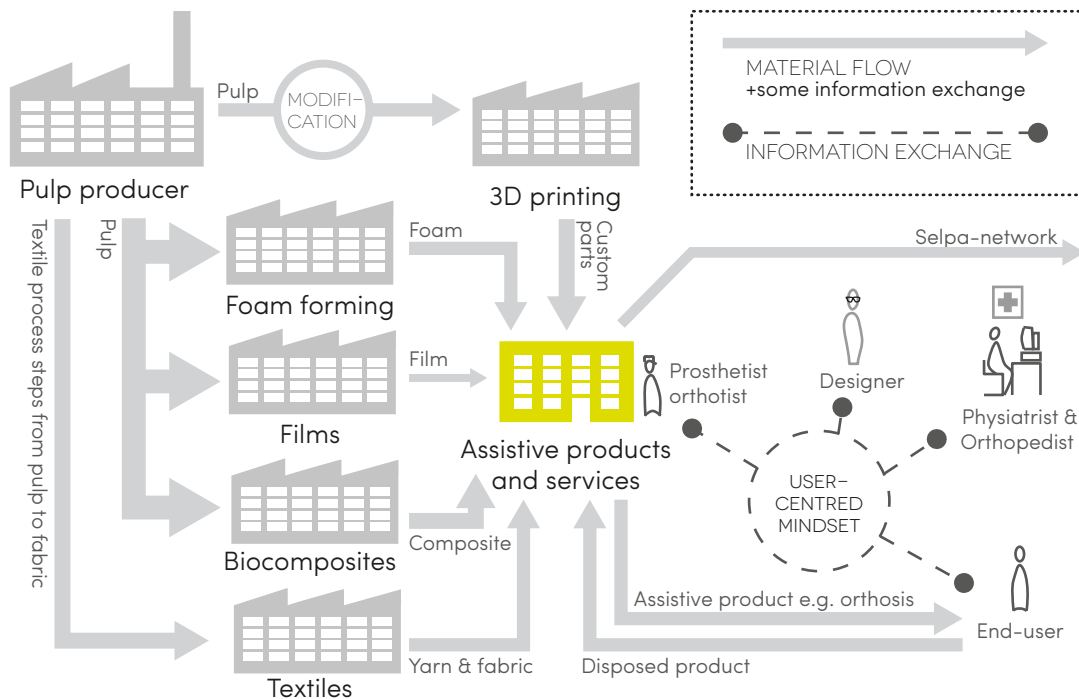 Pulp
MODIFI-
CATION
MATERIAL FLOW
+some information exchange
INFORMATION EXCHANGE
Pulp producer
3D printing
Textile process steps from pulp to fabric
Pulp
Foam
Custom
parts
Selpa-network
Foam forming
Film
Prosthetist
orthotist
Designer
Physiatrist &
Orthopedist
Films
Assistive products
and services
USER-
CENTRED
MINDSET
Biocomposites
Composite
Assistive product e.g. orthosis
End-user
Yarn & fabric
Disposed product
Textiles